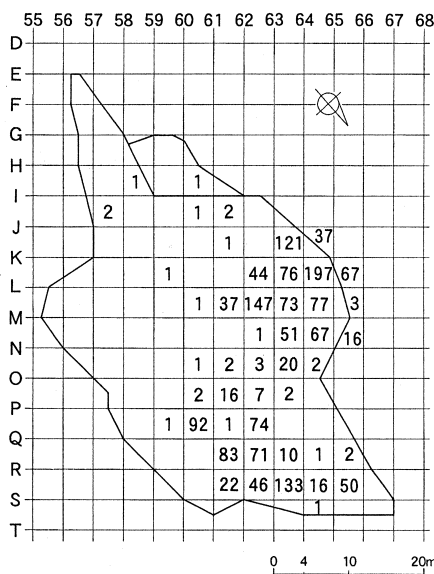 55 56 57 58 59 60 61 62 63 64 65 67 68
D
E
F
G
H
1 1
I
2 1 2
J
1 121 37
K
1 44 76 197 67
L
1 37 147 73 77 3
M
1 51 67 16
N
1 2 3 20 2
O
2 16 7 2
P
1 92 1 74
Q
83 71 10 1 2
R
22 46 133 16 50
S
1
T
0 4 10 20m